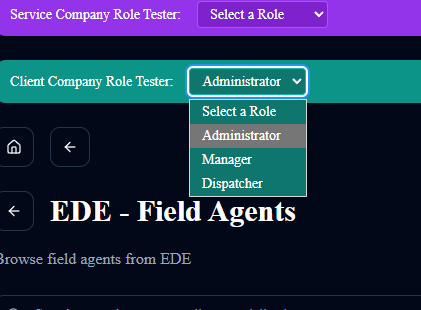 Service Company Role Tester: Select a Role
Client Company Role Tester: Administrator
Select a Role
Administrator
Manager
Dispatcher
EDE - Field Agents
Browse field agents from EDE